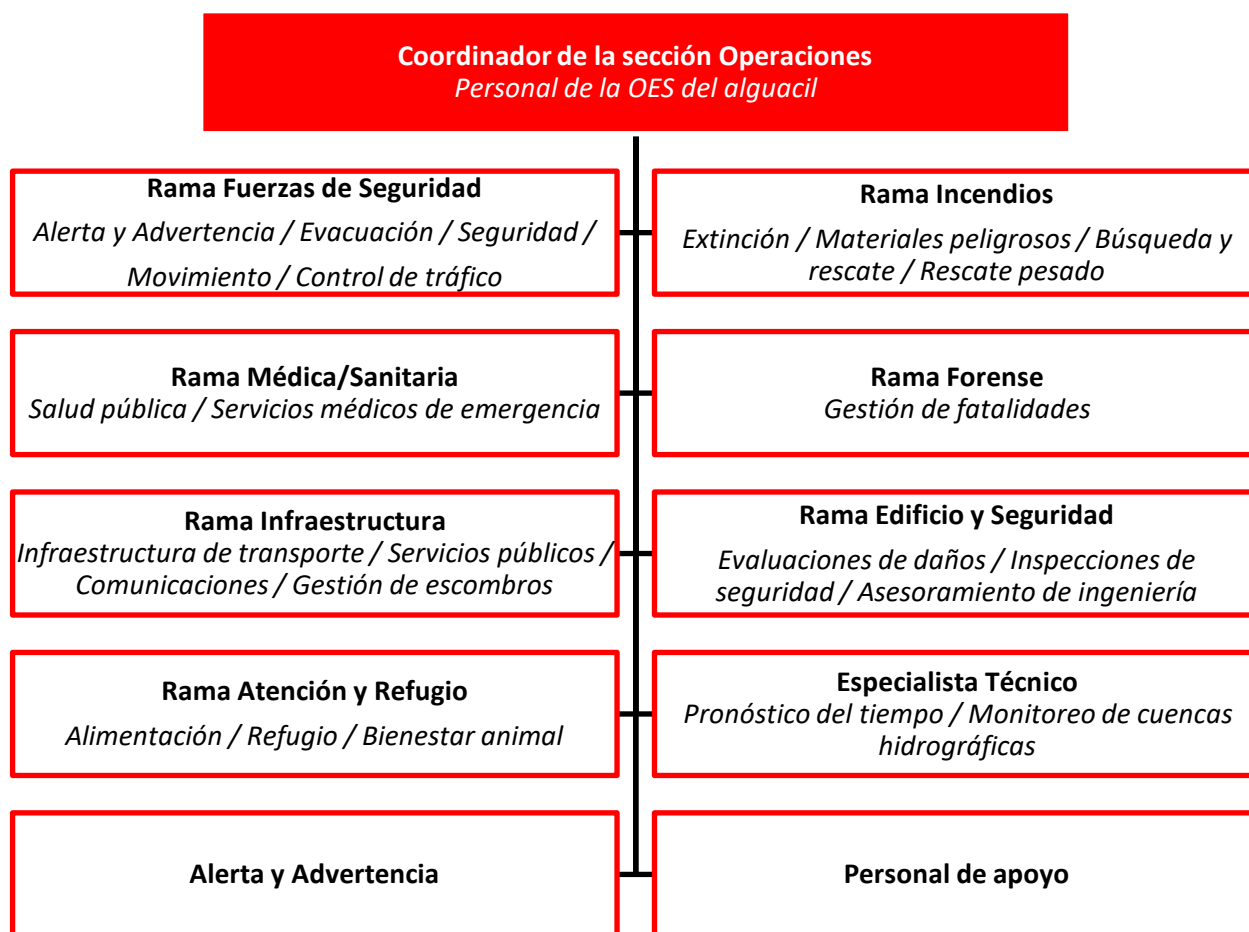 Coordinador de la sección Operaciones
Personal de la OES del alguacil
Rama Fuerzas de Seguridad
Alerta y Advertencia / Evacuación / Seguridad /
Movimiento / Control de tráfico
Rama Incendios
Extinción / Materiales peligrosos / Búsqueda y
rescate / Rescate pesado
Rama Médica/Sanitaria
Salud pública / Servicios médicos de emergencia
Rama Forense
Gestión de fatalidades
Rama Infraestructura
Infraestructura de transporte / Servicios públicos /
Comunicaciones / Gestión de escombros
Rama Edificio y Seguridad
Evaluaciones de daños / Inspecciones de
seguridad / Asesoramiento de ingeniería
Rama Atención y Refugio
Alimentación / Refugio / Bienestar animal
Especialista Técnico
Pronóstico del tiempo / Monitoreo de cuencas
hidrográficas
Alerta y Advertencia
Personal de apoyo